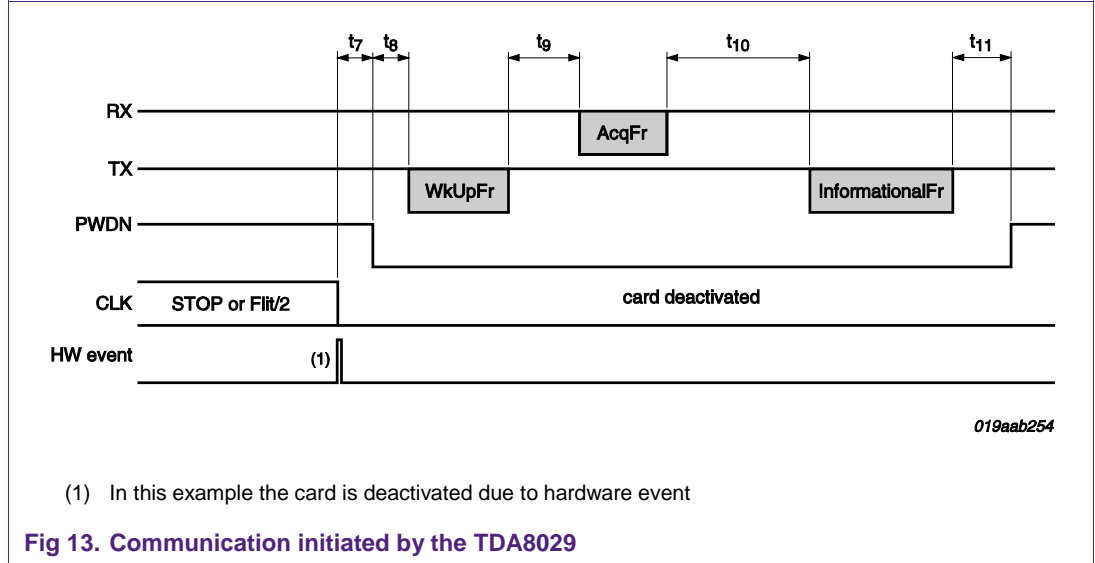 t7 t8 t9 t10 t11
RX
AcqFr
TX
WkUpFr InformationalFr
PWDN
CLK STOP or Flit/2 card deactivated
HW event (1)
019aab254
(1) In this example the card is deactivated due to hardware event
Fig 13. Communication initiated by the TDA8029